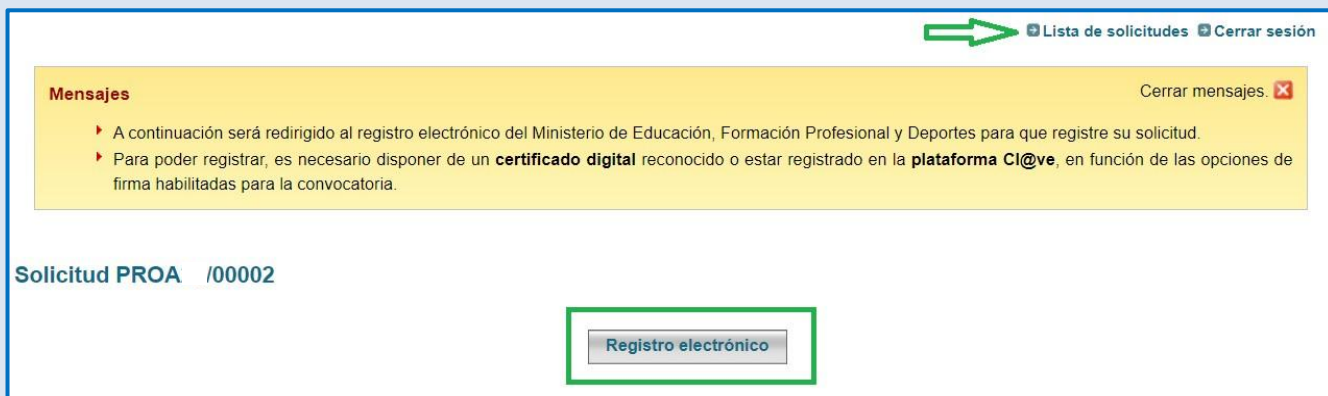 Lista de solicitudes Cerrar sesión
Mensajes Cerrar mensajes.
A continuación será redirigido al registro electrónico del Ministerio de Educación, Formación Profesional y Deportes para que registre su solicitud.
Para poder registrar, es necesario disponer de un certificado digital reconocido o estar registrado en la plataforma Cl@ve, en función de las opciones de
firma habilitadas para la convocatoria.
Solicitud PROA /00002
Registro electrónico